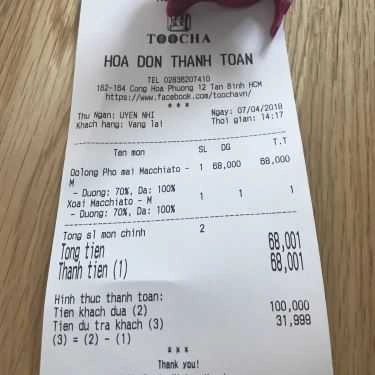 TOOCHA
HOA DON THANH TOAN
TEL 02836207410
182-184 Cong Hoa Phuong 12 Tan Binh HCM
https://www.facebook.com/toochavn/
***
Thu Ngan: UYEN NHI Ngay: 07/04/2018
Khach hang: Vang Lai Thoi gian: 14:17
Ten mon SL DG T.T
Oolong Pho mai Macchiato - 1 68,000 68,000
M
- Duong: 70%, Da: 100%
Xoai Macchiato - M 1 1 1
- Duong: 70%, Da: 100%
Tong sl mon chinh 2
Tong tien 68,001
Thanh tien (1) 68,001
Hinh thuc thanh toan:
Tien khach dua (2) 100,000
Tien du tra khach (3) 31,999
(3) = (2) - (1)
***
Thank you!